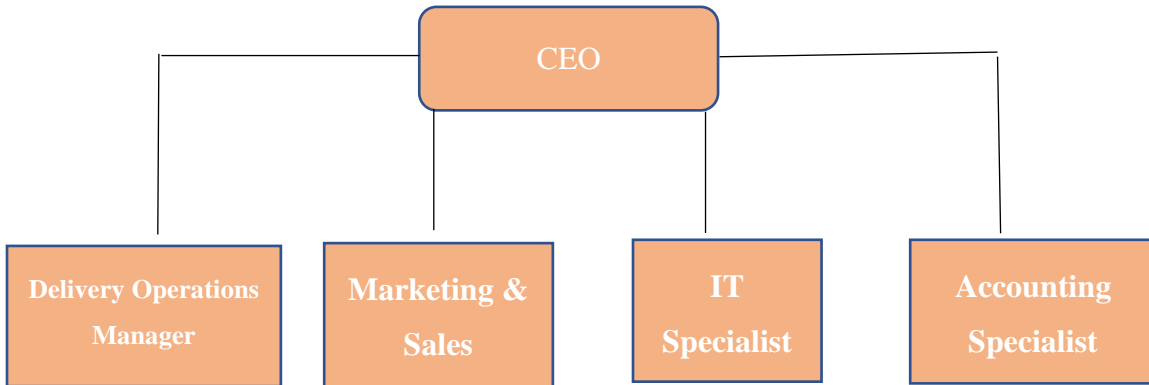 CEO
Delivery Operations
Manager
Marketing &
Sales
IT
Specialist
Accounting
Specialist